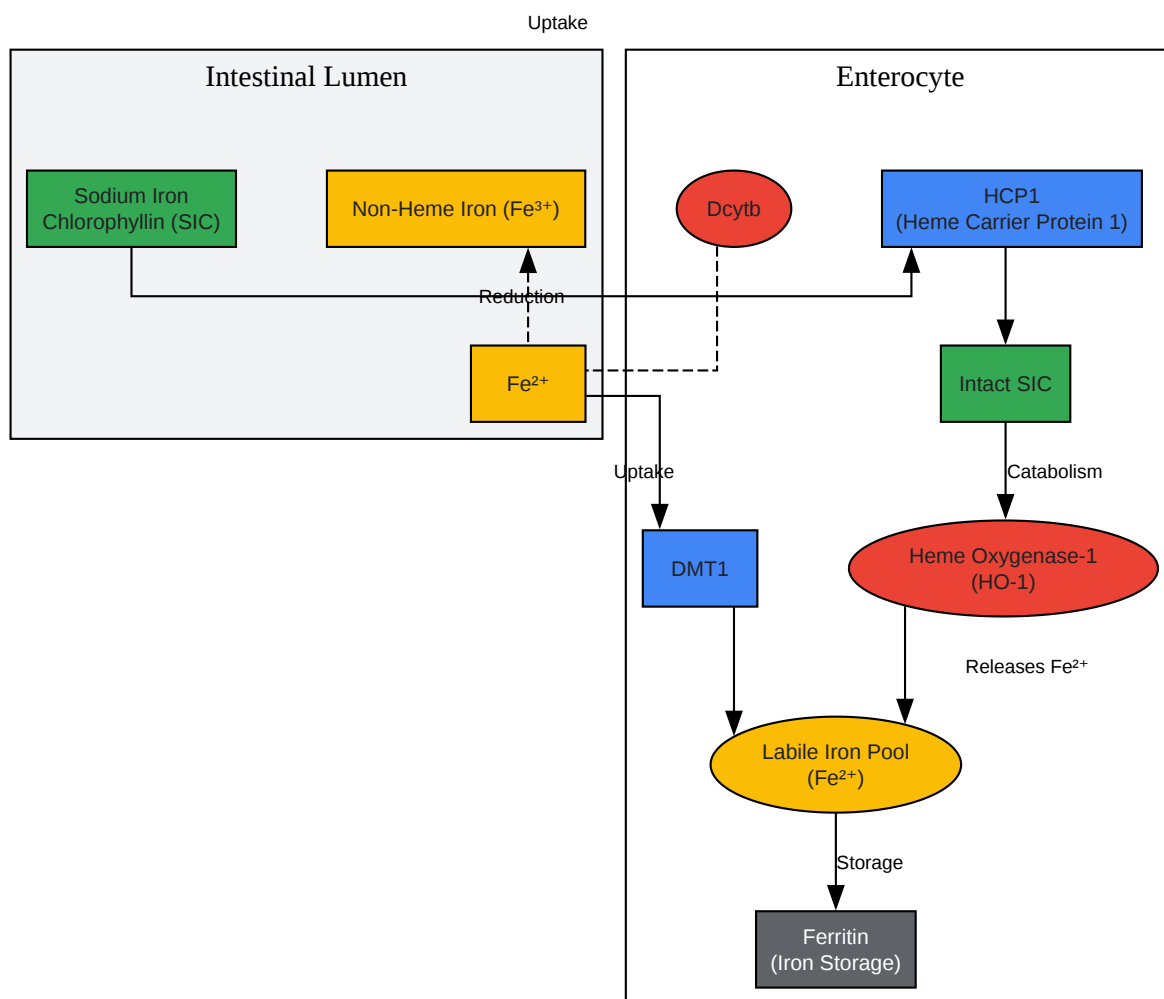 Uptake
Intestinal Lumen
Enterocyte
Sodium Iron
Chlorophyllin (SIC)
Non-Heme Iron (Fe³⁺)
Dcytb
HCP1
(Heme Carrier Protein 1)
Reduction
Fe²⁺
Intact SIC
Uptake
Catabolism
DMT1
Heme Oxygenase-1
(HO-1)
Releases Fe²⁺
Labile Iron Pool
(Fe²⁺)
Storage
Ferritin
(Iron Storage)